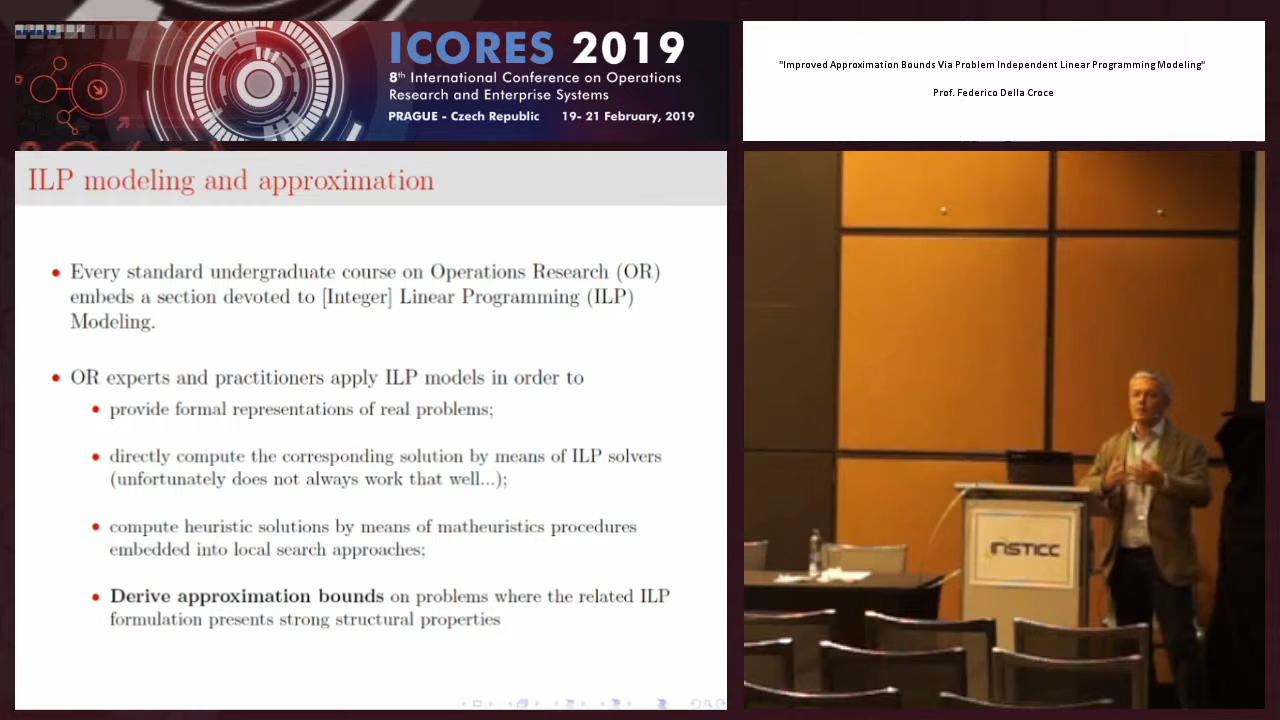 ICORES 2019
8th International Conference on Operations
Research and Enterprise Systems
PRAGUE - Czech Republic 19- 21 February, 2019
"Improved Approximation Bounds Via Problem Independent Linear Programming Modeling"
Prof. Federico Della Croce
ILP modeling and approximation
• Every standard undergraduate course on Operations Research (OR)
embeds a section devoted to [Integer] Linear Programming (ILP)
Modeling.
• OR experts and practitioners apply ILP models in order to
• provide formal representations of real problems;
• directly compute the corresponding solution by means of ILP solvers
(unfortunately does not always work that well...);
• compute heuristic solutions by means of matheuristics procedures
embedded into local search approaches;
• Derive approximation bounds on problems where the related ILP
formulation presents strong structural properties
INSTICC